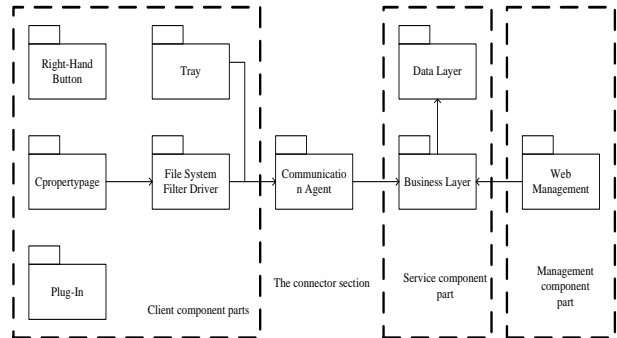 Right-Hand
Button
Tray
Data Layer
Cpropertypage
File System
Filter Driver
Communicatio
n Agent
Business Layer
Web
Management
Plug-In
Client component parts
The connector section
Service component
part
Management
component
part